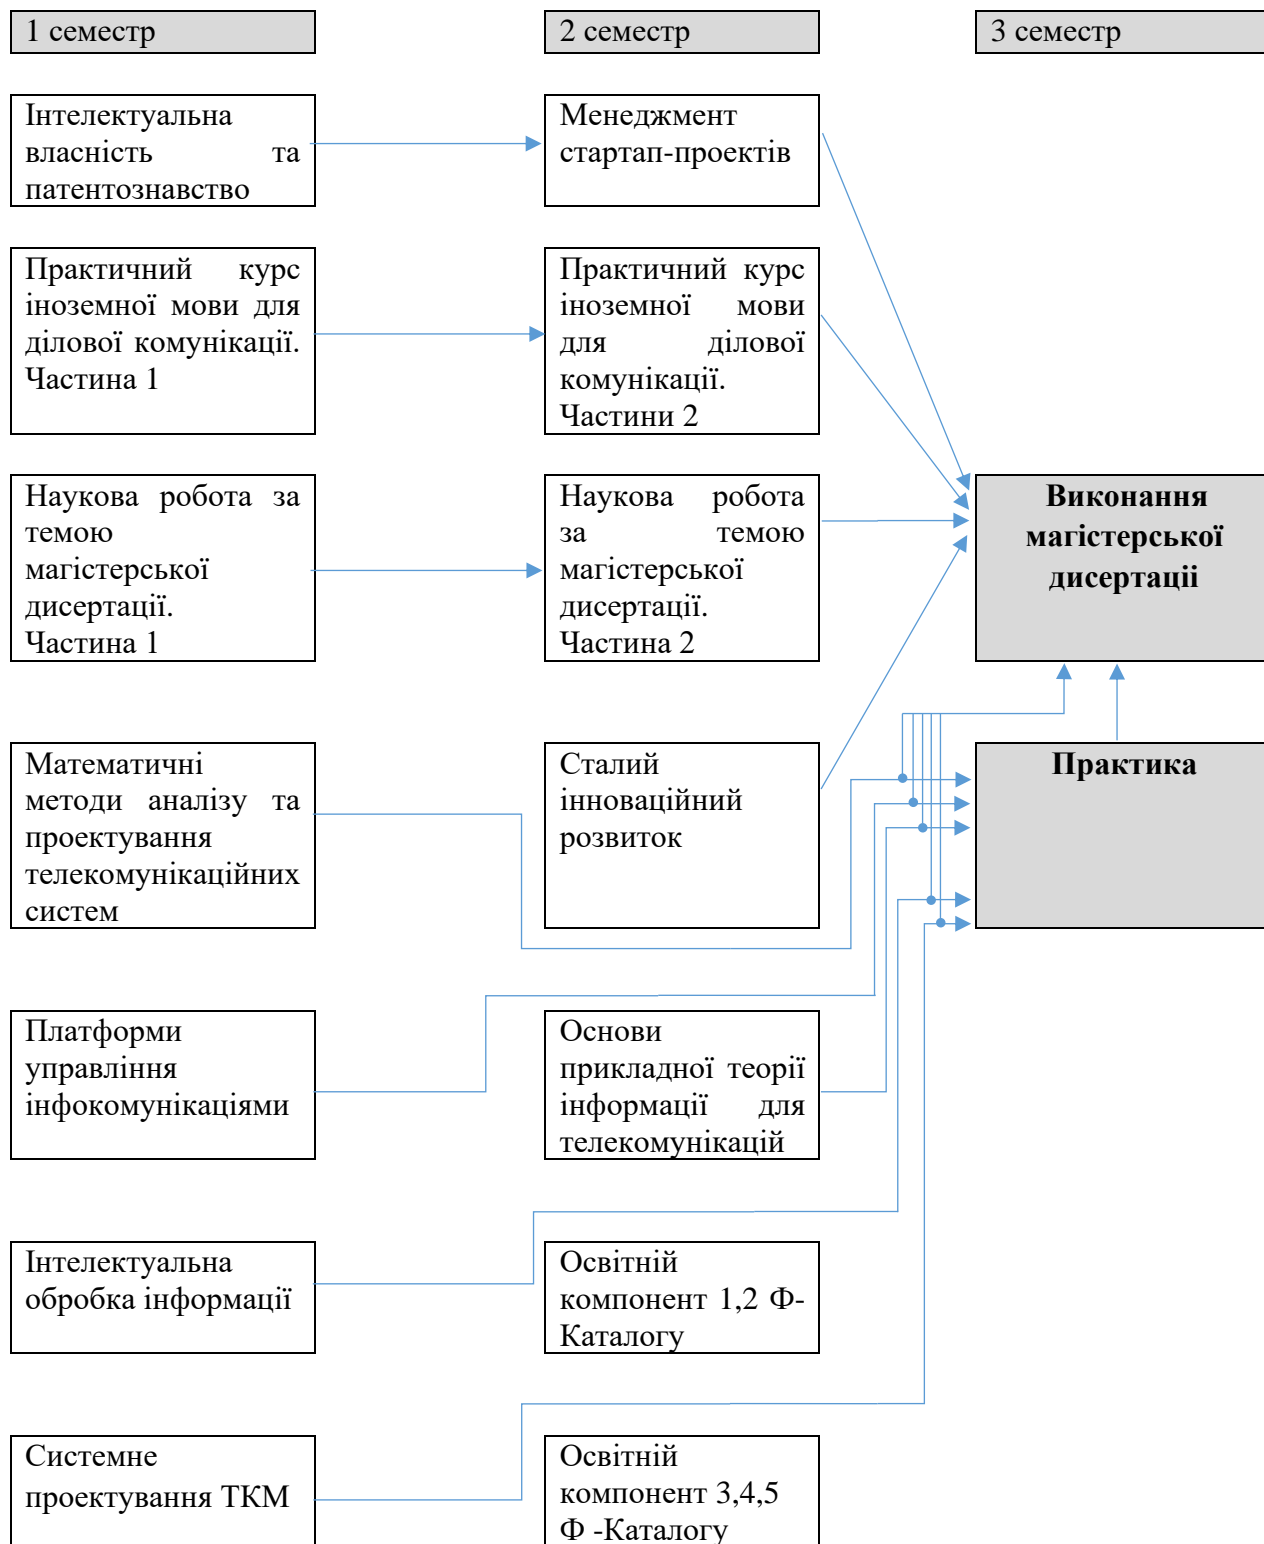 1 семестр
2 семестр
3 семестр
Інтелектуальна
власність та
патентознавство
Менеджмент
стартап-проектів
Практичний курс
іноземної мови для
ділової комунікації.
Частина 1
Практичний курс
іноземної мови
для ділової
комунікації.
Частини 2
Наукова робота за
темою
магістерської
дисертації.
Частина 1
Наукова робота
за темою
магістерської
дисертації.
Частина 2
Виконання
магістерської
дисертаціі
Математичні
методи аналізу та
проектування
телекомунікаційних
систем
Сталий
інноваційний
розвиток
Практика
Платформи
управління
інфокомунікаціями
Основи
прикладної теорії
інформації для
телекомунікацій
Інтелектуальна
обробка інформації
Освітній
компонент 1,2 Ф-
Каталогу
Системне
проектування ТКМ
Освітній
компонент 3,4,5
Ф -Каталогу